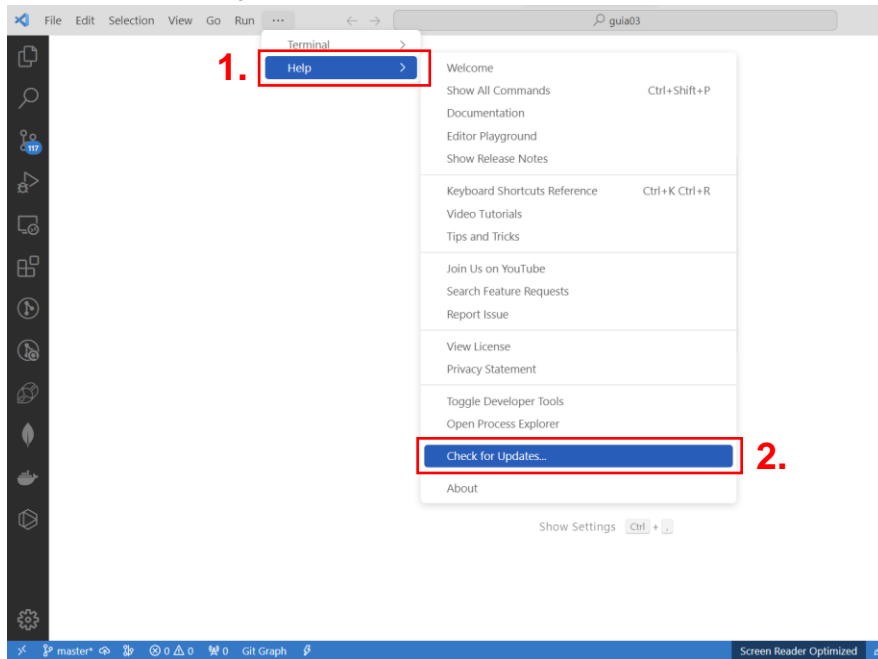 File Edit Selection View Go Run ··· ← → guia03
Terminal >
1.
Help >
Welcome
Show All Commands Ctrl+Shift+P
Documentation
Editor Playground
Show Release Notes
117
Keyboard Shortcuts Reference Ctrl+K Ctrl+R
Video Tutorials
Tips and Tricks
Join Us on YouTube
Search Feature Requests
Report Issue
View License
Privacy Statement
Toggle Developer Tools
Open Process Explorer
Check for Updates...
2.
About
Show Settings Ctrl + ,
master* 0 0 0 Git Graph Screen Reader Optimized